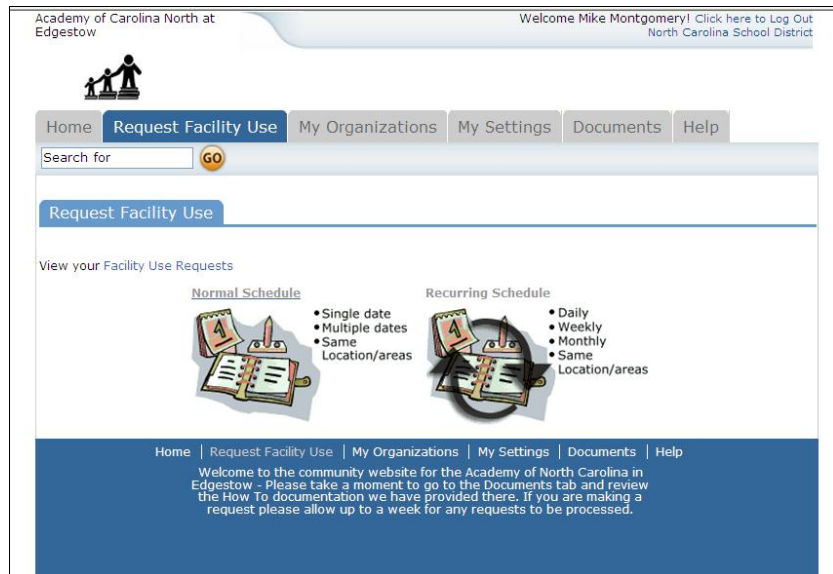 Academy of Carolina North at
Edgestow
Welcome Mike Montgomery! Click here to Log Out
North Carolina School District
Home
Request Facility Use
My Organizations
My Settings
Documents
Help
Search for
GO
Request Facility Use
View your Facility Use Requests
Normal Schedule
• Single date
• Multiple dates
• Same
Location/areas
Recurring Schedule
• Daily
• Weekly
• Monthly
• Same
Location/areas
Home | Request Facility Use | My Organizations | My Settings | Documents | Help
Welcome to the community website for the Academy of North Carolina in
Edgestow - Please take a moment to go to the Documents tab and review
the How To documentation we have provided there. If you are making a
request please allow up to a week for any requests to be processed.